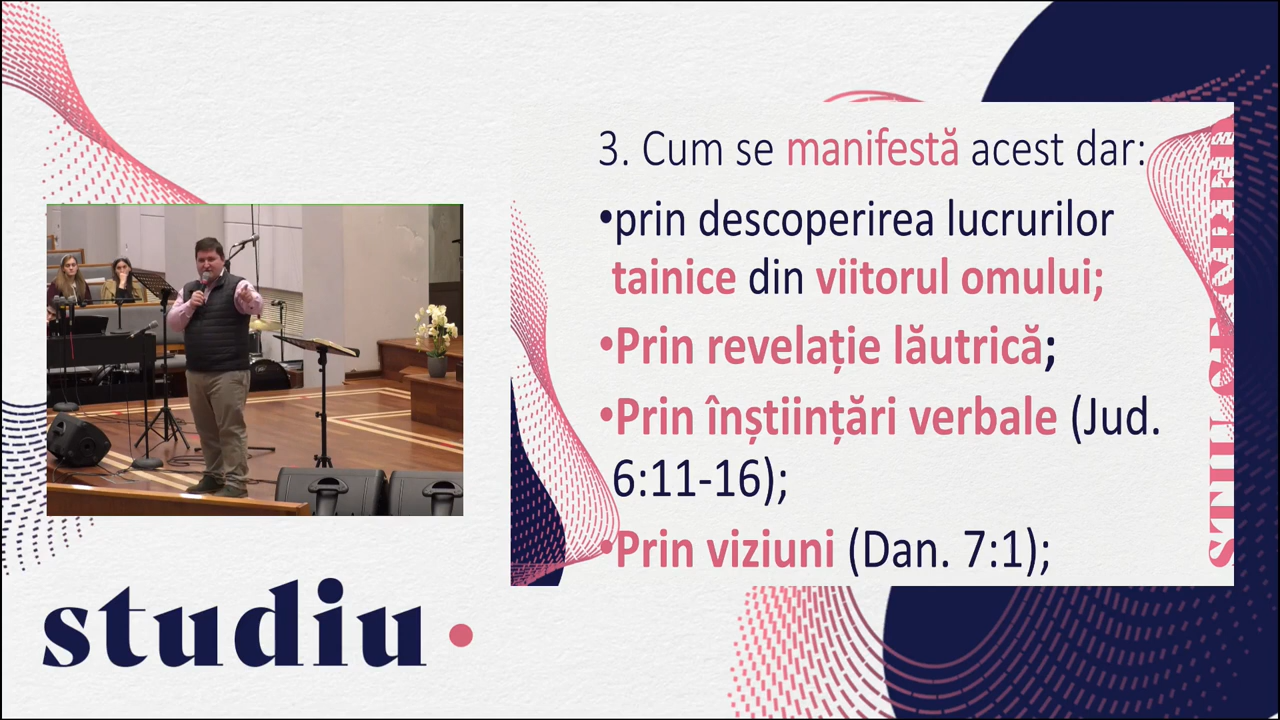 3. Cum se manifestă acest dar:
•prin descoperirea lucrurilor
tainice din viitorul omului;
•Prin revelație lăutrică;
•Prin înștiințări verbale (Jud.
6:11-16);
•Prin viziuni (Dan. 7:1);
studiu